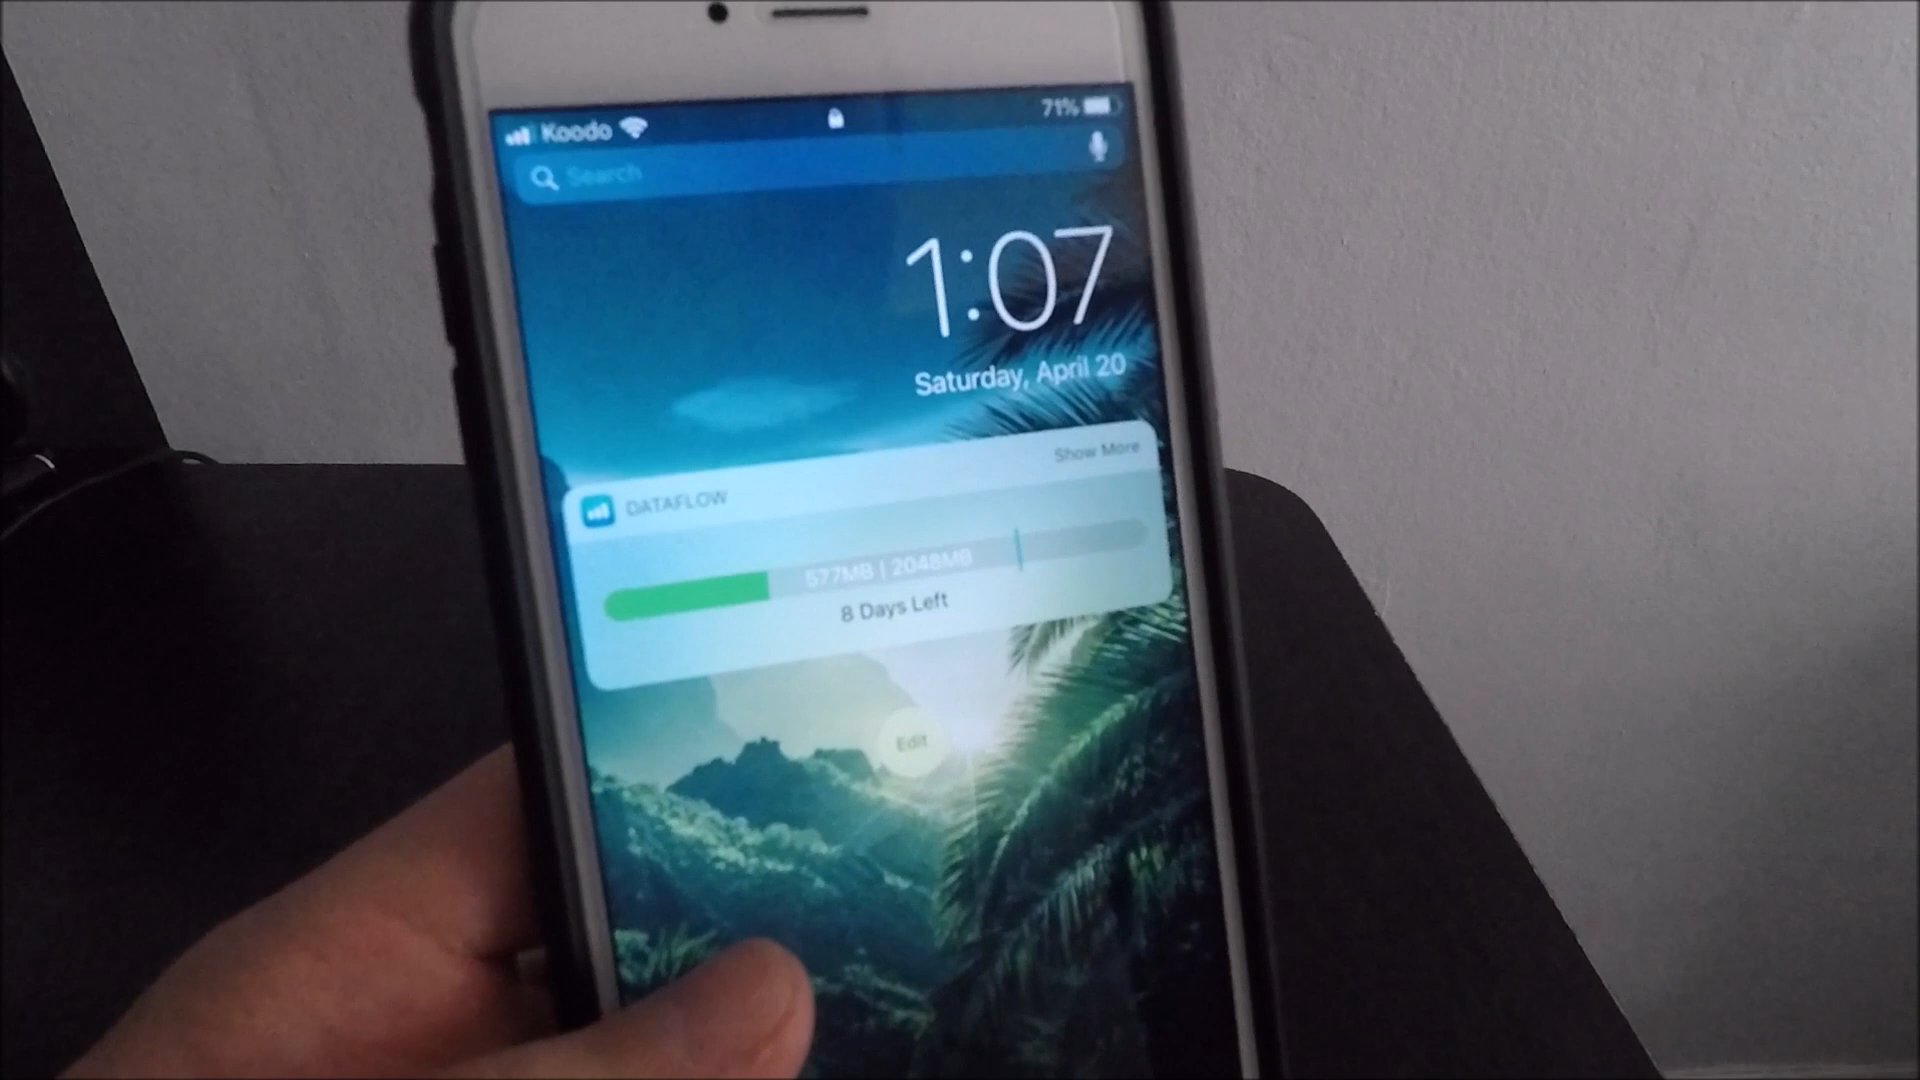 Koodo 71%
Search
1:07
Saturday, April 20
DATAFLOW Show More
577MB | 2048MB
8 Days Left
Edit